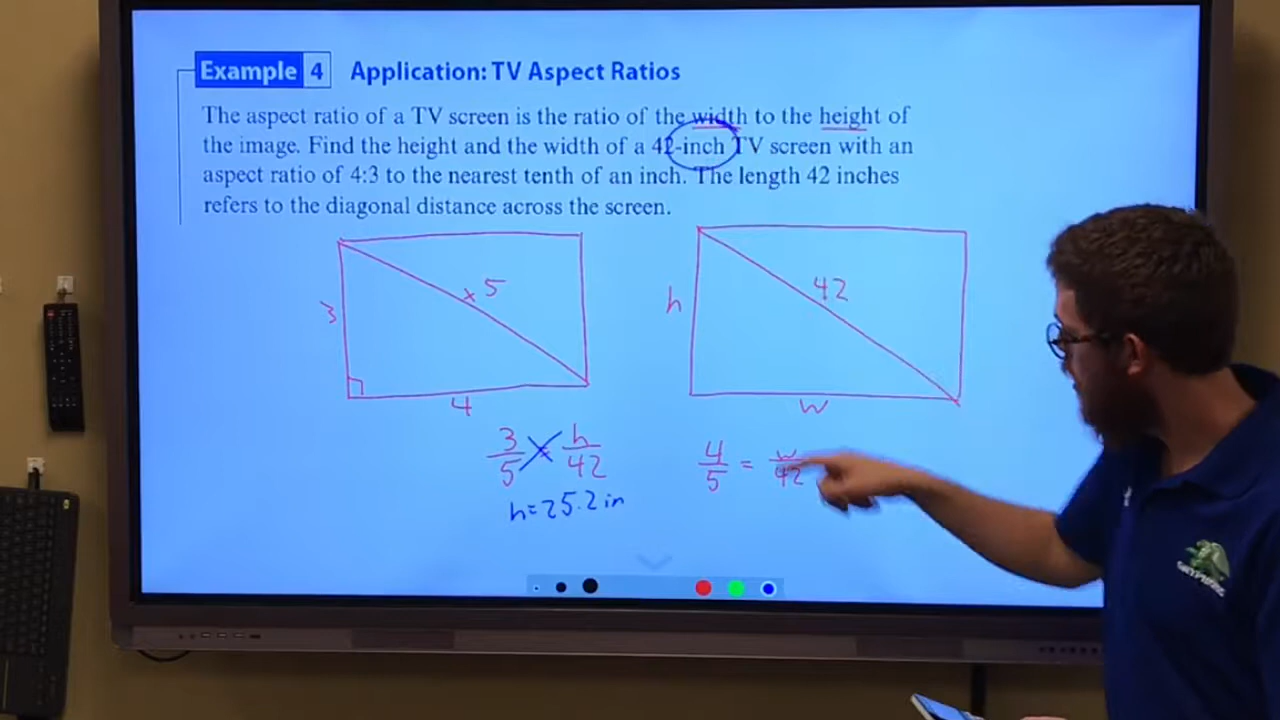 Example 4 Application: TV Aspect Ratios
The aspect ratio of a TV screen is the ratio of the width to the height of
the image. Find the height and the width of a 42-inch TV screen with an
aspect ratio of 4:3 to the nearest tenth of an inch. The length 42 inches
refers to the diagonal distance across the screen.
3
x 5
4
h
42
w
3/5 = h/42
h=25.2in
4/5 = w/42